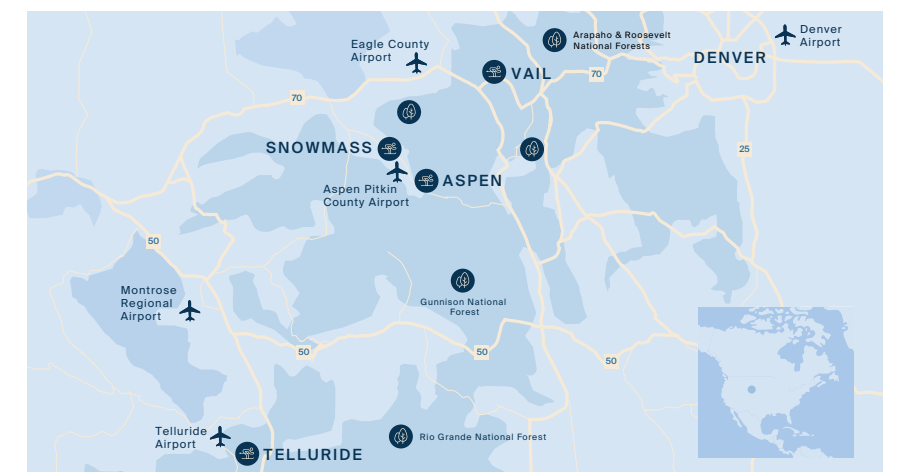 Arapaho & Roosevelt
National Forests
Denver
Airport
Eagle County
Airport
DENVER
VAIL
70
70
SNOWMASS
25
ASPEN
Aspen Pitkin
County Airport
50
Montrose
Regional
Airport
Gunnison National
Forest
50
50
50
Telluride
Airport
Rio Grande National Forest
TELLURIDE